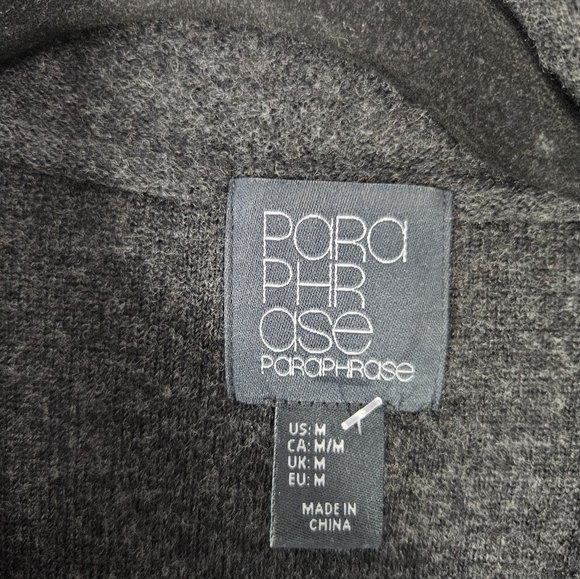 PaRa
PHR
ase
PaRaPHRase
US: M
CA: M/M
UK: M
EU: M
MADE IN
CHINA